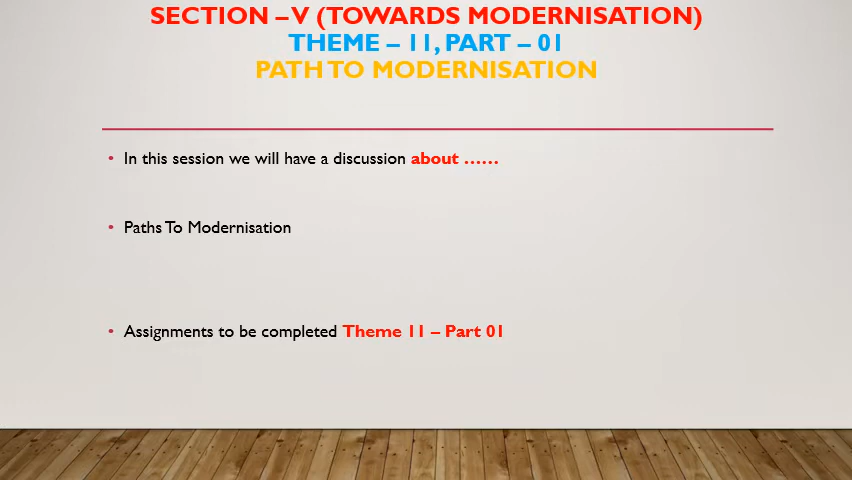 SECTION – V (TOWARDS MODERNISATION)
THEME – 11, PART – 01
PATH TO MODERNISATION
• In this session we will have a discussion about ……
• Paths To Modernisation
• Assignments to be completed Theme 11 – Part 01